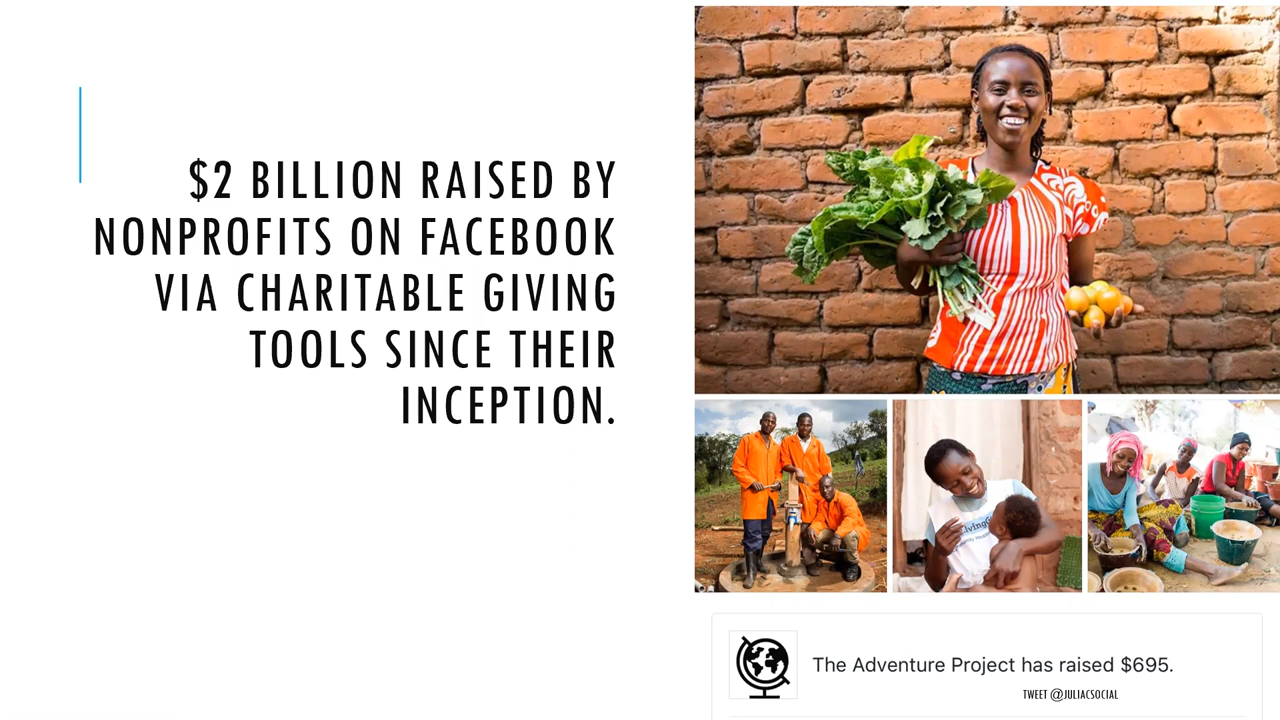 $2 BILLION RAISED BY
NONPROFITS ON FACEBOOK
VIA CHARITABLE GIVING
TOOLS SINCE THEIR
INCEPTION.
The Adventure Project has raised $695.
TWEET @JULIACSOCIAL